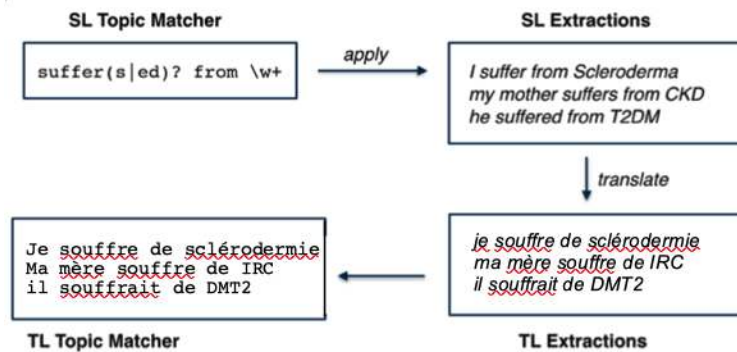 SL Topic Matcher
SL Extractions
suffer(s|ed)? from \w+
apply
I suffer from Scleroderma
my mother suffers from CKD
he suffered from T2DM
translate
Je souffre de sclérodermie
Ma mère souffre de IRC
il souffrait de DMT2
je souffre de sclérodermie
ma mère souffre de IRC
il souffrait de DMT2
TL Topic Matcher
TL Extractions